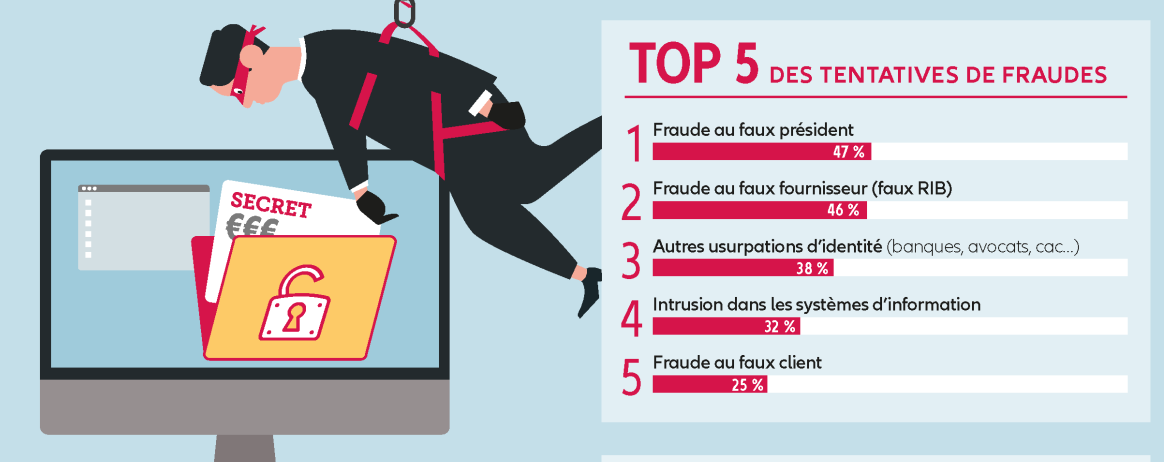 SECRET
€€€
TOP 5 DES TENTATIVES DE FRAUDES
1 Fraude au faux président
47 %
2 Fraude au faux fournisseur (faux RIB)
46 %
3 Autres usurpations d'identité (banques, avocats, cac...)
38 %
4 Intrusion dans les systèmes d'information
32 %
5 Fraude au faux client
25 %